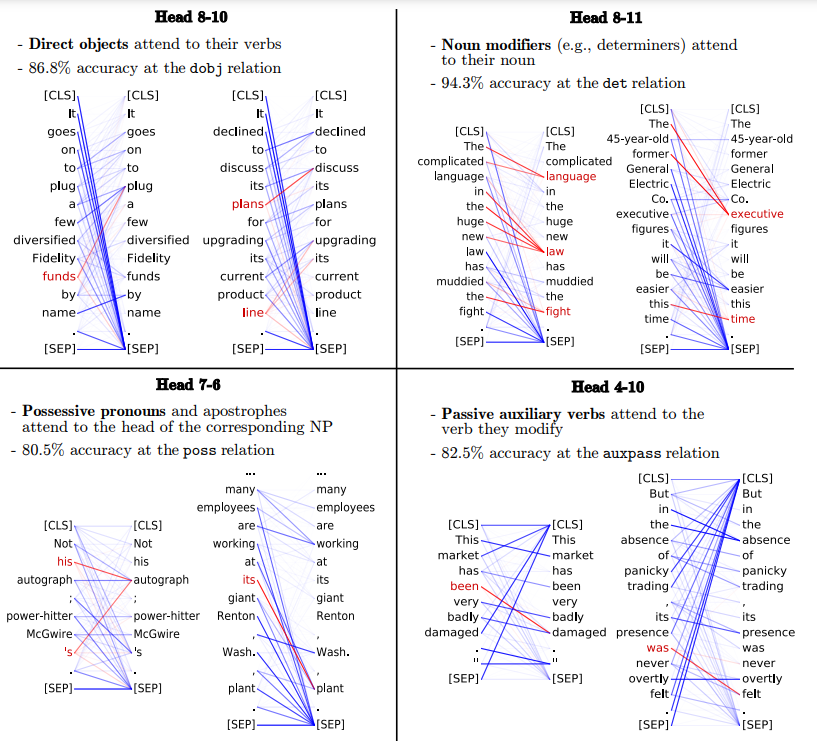 Head 8-10
- Direct objects attend to their verbs
- 86.8% accuracy at the dobj relation
[CLS] [CLS]
It It
goes goes
on on
to to
plug plug
a a
few few
diversified diversified
Fidelity Fidelity
funds funds
by by
name name
. .
[SEP] [SEP]
[CLS] [CLS]
It It
declined declined
to to
discuss discuss
its its
plans plans
for for
upgrading upgrading
its its
current current
product product
line line
. .
[SEP] [SEP]
Head 8-11
- Noun modifiers (e.g., determiners) attend
to their noun
- 94.3% accuracy at the det relation
[CLS] [CLS]
The The
complicated complicated
language language
in in
the the
huge huge
new new
law law
has has
muddied muddied
the the
fight fight
. .
[SEP] [SEP]
[CLS] [CLS]
The The
45-year-old 45-year-old
former former
General General
Electric Electric
Co. Co.
executive executive
figures figures
it it
will will
be be
easier easier
this this
time time
. .
[SEP] [SEP]
Head 7-6
- Possessive pronouns and apostrophes
attend to the head of the corresponding NP
- 80.5% accuracy at the poss relation
[CLS] [CLS]
Not Not
his his
autograph autograph
; ;
power-hitter power-hitter
McGwire McGwire
's 's
. .
[SEP] [SEP]
... ...
many many
employees employees
are are
working working
at at
its its
giant giant
Renton Renton
, ,
Wash. Wash.
, ,
plant plant
. .
[SEP] [SEP]
Head 4-10
- Passive auxiliary verbs attend to the
verb they modify
- 82.5% accuracy at the auxpass relation
[CLS] [CLS]
This This
market market
has has
been been
very very
badly badly
damaged damaged
. .
" "
[SEP] [SEP]
[CLS] [CLS]
But But
in in
the the
absence absence
of of
panicky panicky
trading trading
, ,
its its
presence presence
was was
never never
overtly overtly
felt felt
. .
[SEP] [SEP]